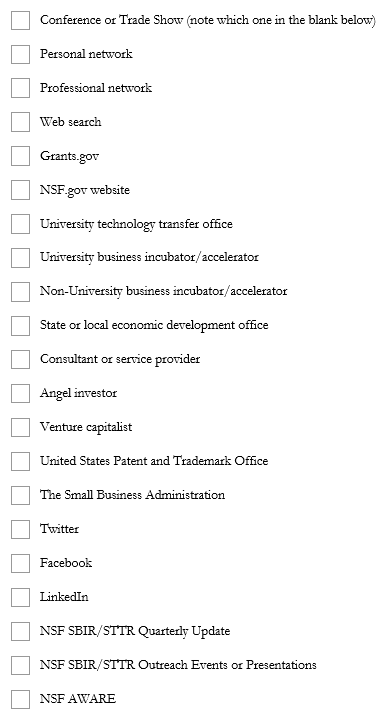 Conference or Trade Show (note which one in the blank below)
Personal network
Professional network
Web search
Grants.gov
NSF.gov website
University technology transfer office
University business incubator/accelerator
Non-University business incubator/accelerator
State or local economic development office
Consultant or service provider
Angel investor
Venture capitalist
United States Patent and Trademark Office
The Small Business Administration
Twitter
Facebook
LinkedIn
NSF SBIR/STTR Quarterly Update
NSF SBIR/STTR Outreach Events or Presentations
NSF AWARE